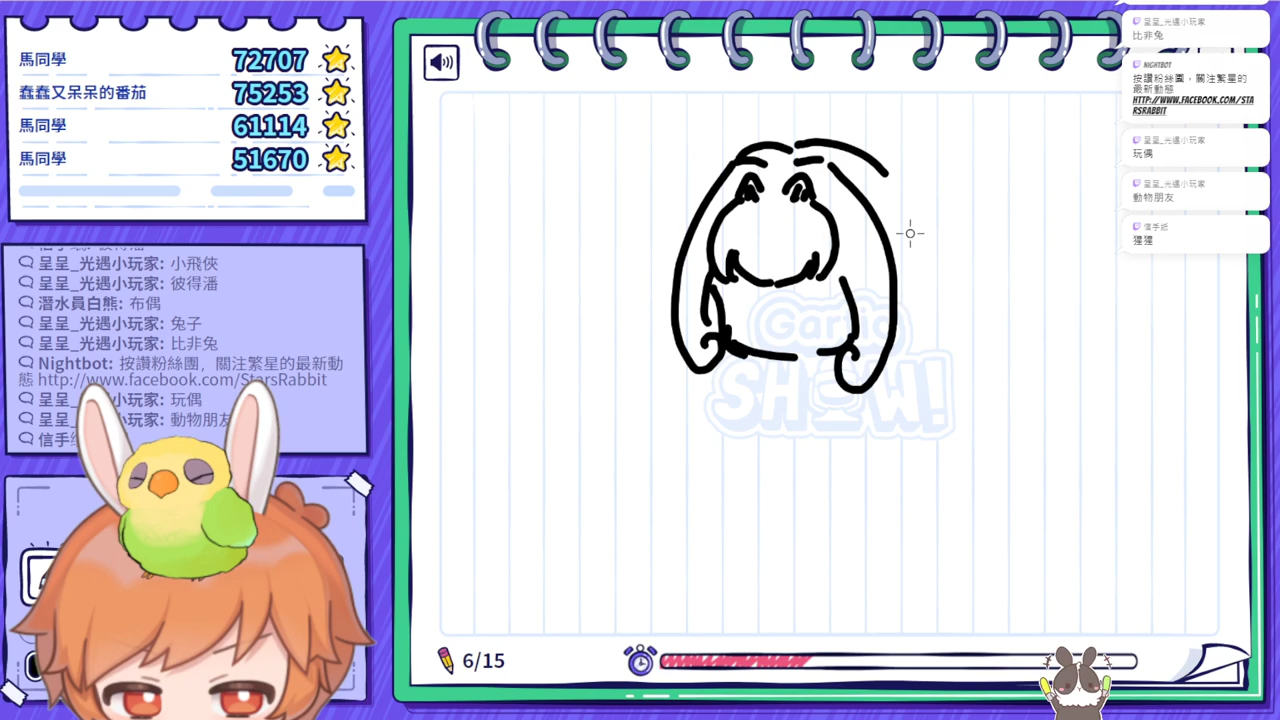 馬同學 72707
蠢蠢又呆呆的番茄 75253
馬同學 61114
馬同學 51670
呈呈_光遇小玩家: 小飛俠
呈呈_光遇小玩家: 彼得潘
潛水員白熊: 布偶
呈呈_光遇小玩家: 兔子
呈呈_光遇小玩家: 比非兔
Nightbot: 按讚粉絲團，關注繁星的最新動
態 http://www.facebook.com/StarsRabbit
呈呈_ 小玩家: 玩偶
呈呈_ 小玩家: 動物朋友
信手
Gartic
SHOW!
6/15
呈呈_光遇小玩家
比非兔
NIGHTBOT
按讚粉絲團，關注繁星的
最新動態
HTTP://WWW.FACEBOOK.COM/STA
RSRABBIT
呈呈_光遇小玩家
玩偶
呈呈_光遇小玩家
動物朋友
信手紙
猩猩